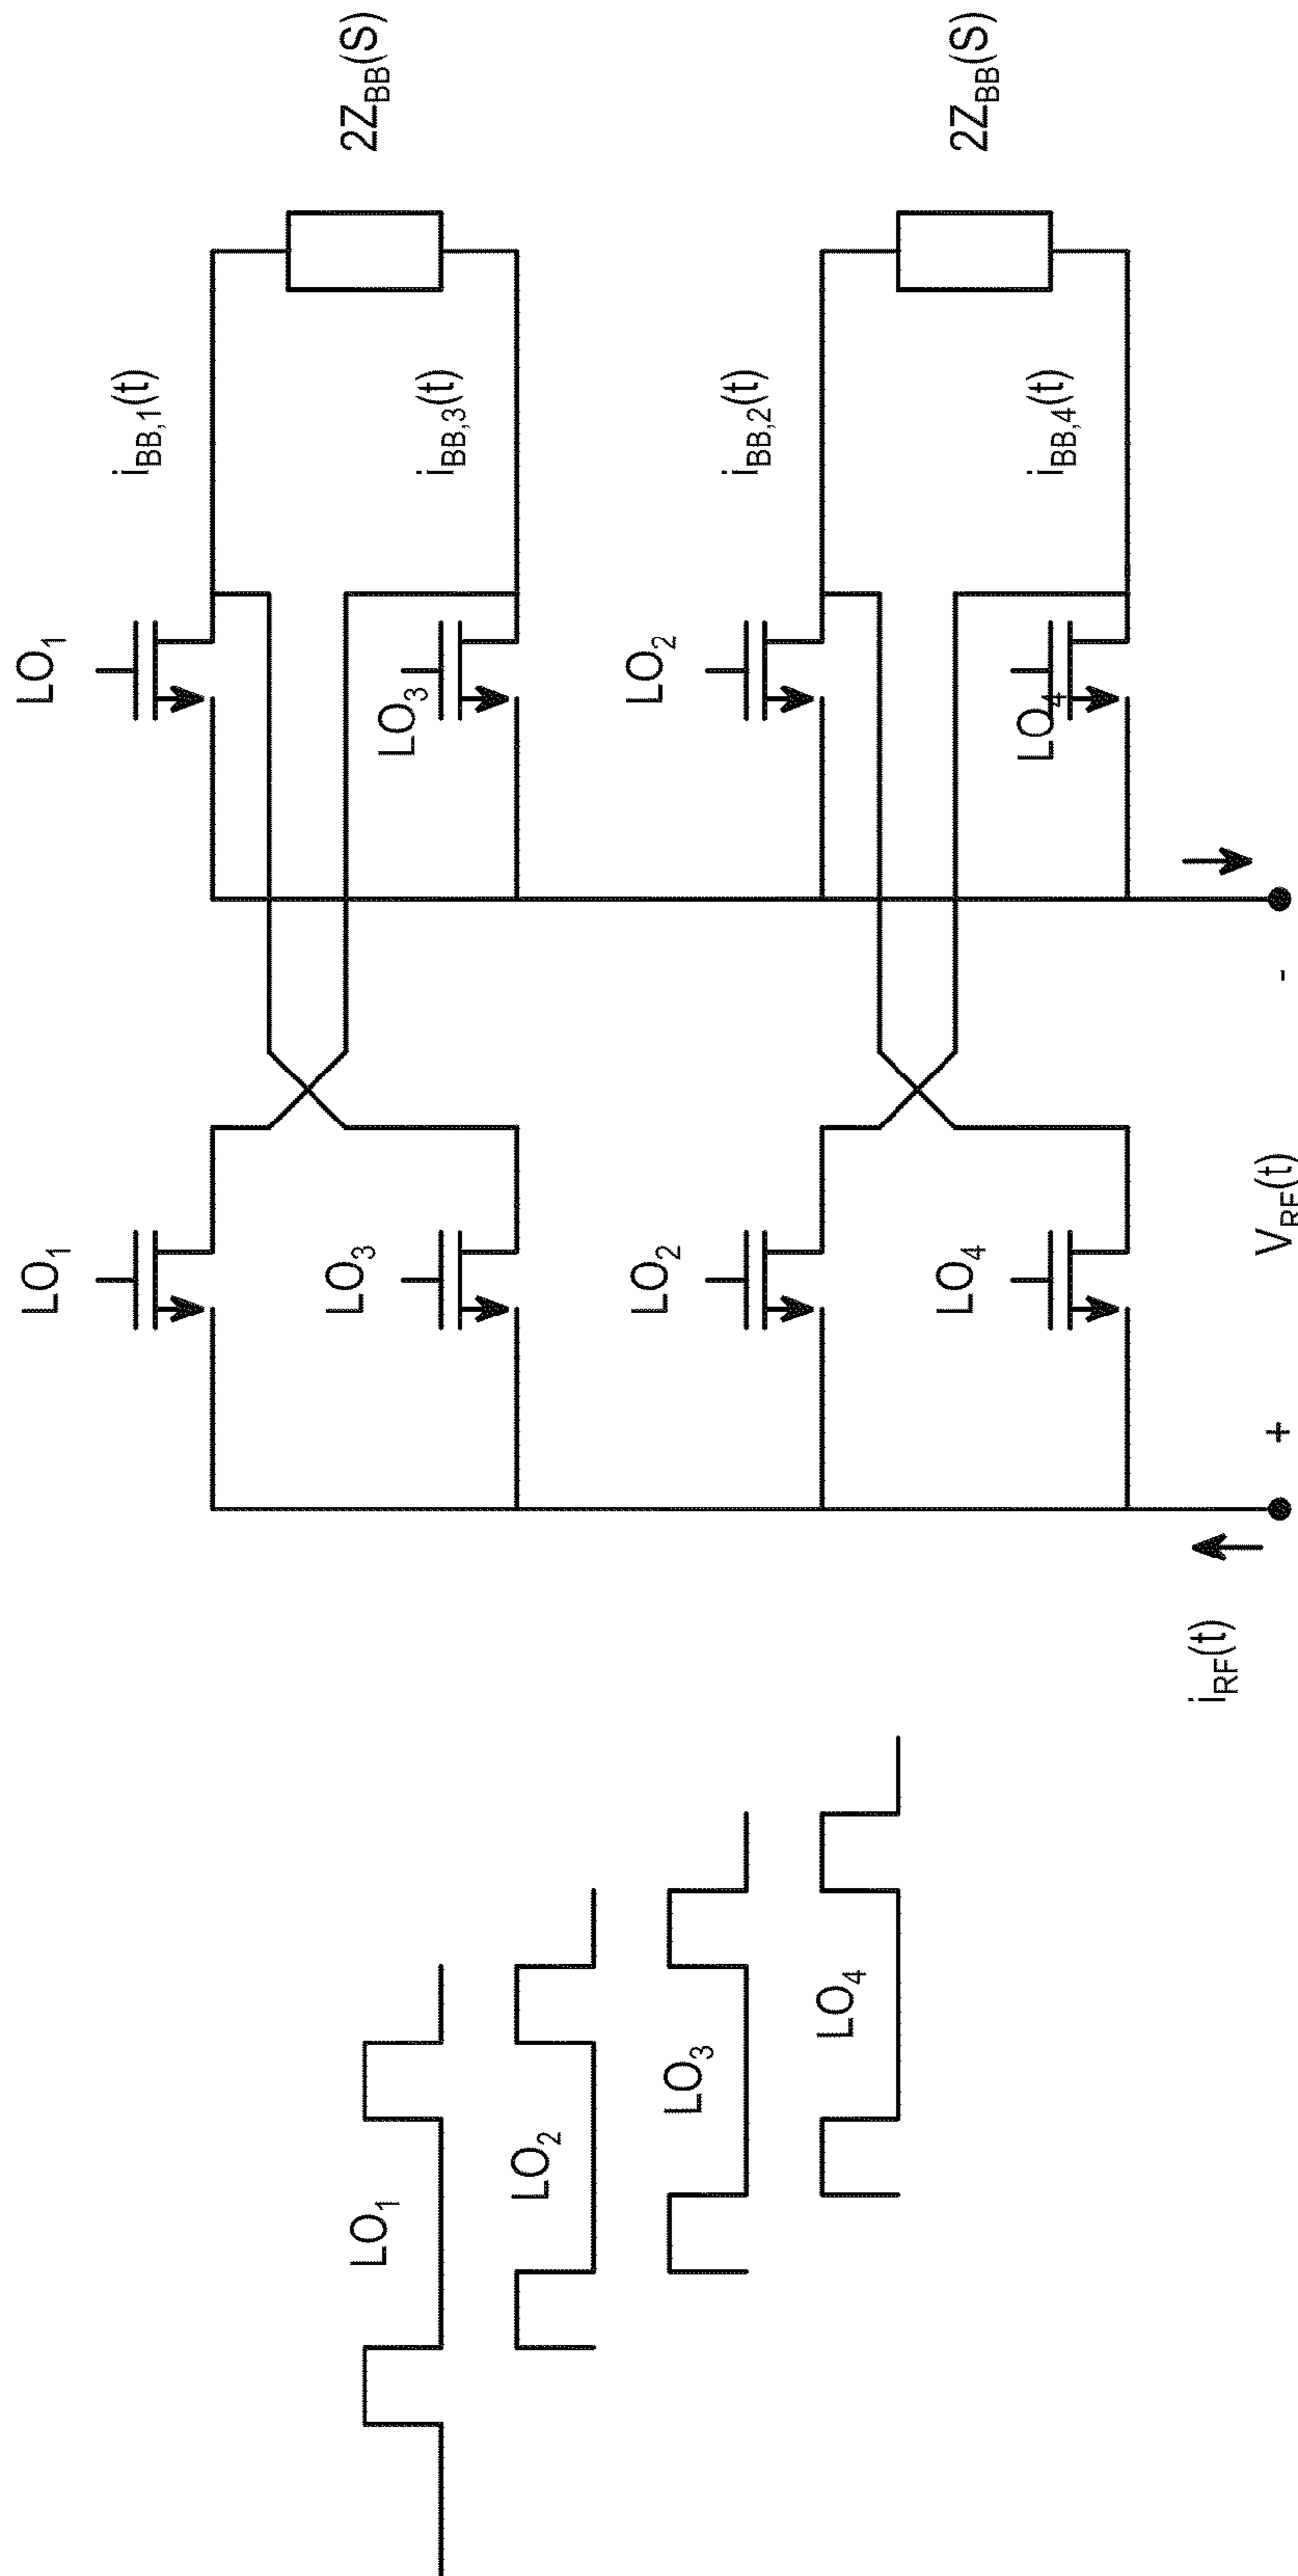 LO₁
LO₂
LO₃
LO₄
LO₁
LO₃
LO₂
LO₄
LO₁
LO₃
LO₂
LO₄
i_BB,1(t)
i_BB,3(t)
i_BB,2(t)
i_BB,4(t)
2Z_BB(S)
2Z_BB(S)
i_RF(t)
+
V_RF(t)
-